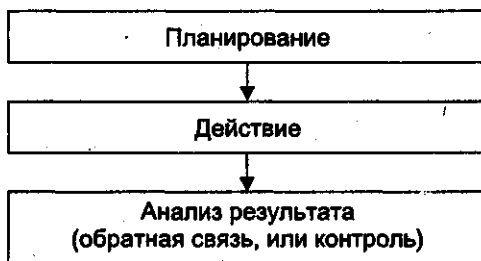 Планирование
Действие
Анализ результата
(обратная связь, или контроль)